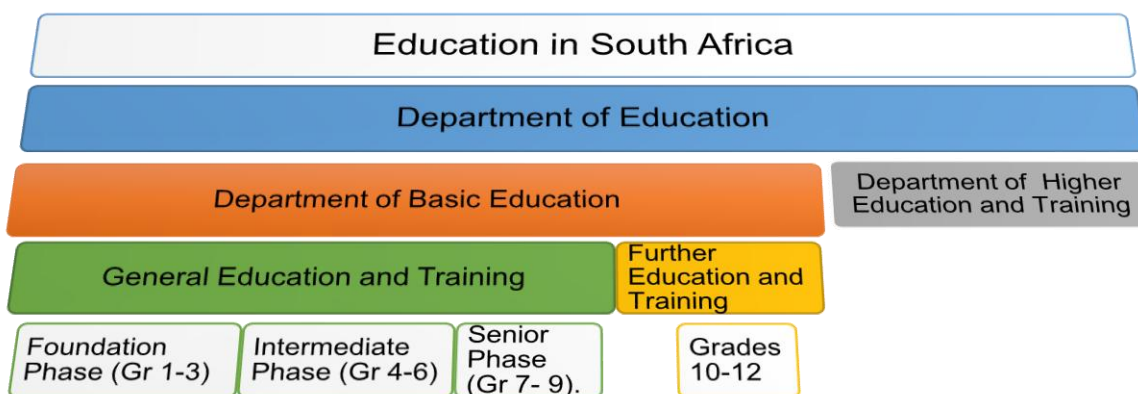 Education in South Africa
Department of Education
Department of Basic Education
Department of Higher
Education and Training
General Education and Training
Further
Education and
Training
Foundation
Phase (Gr 1-3)
Intermediate
Phase (Gr 4-6)
Senior
Phase
(Gr 7- 9).
Grades
10-12